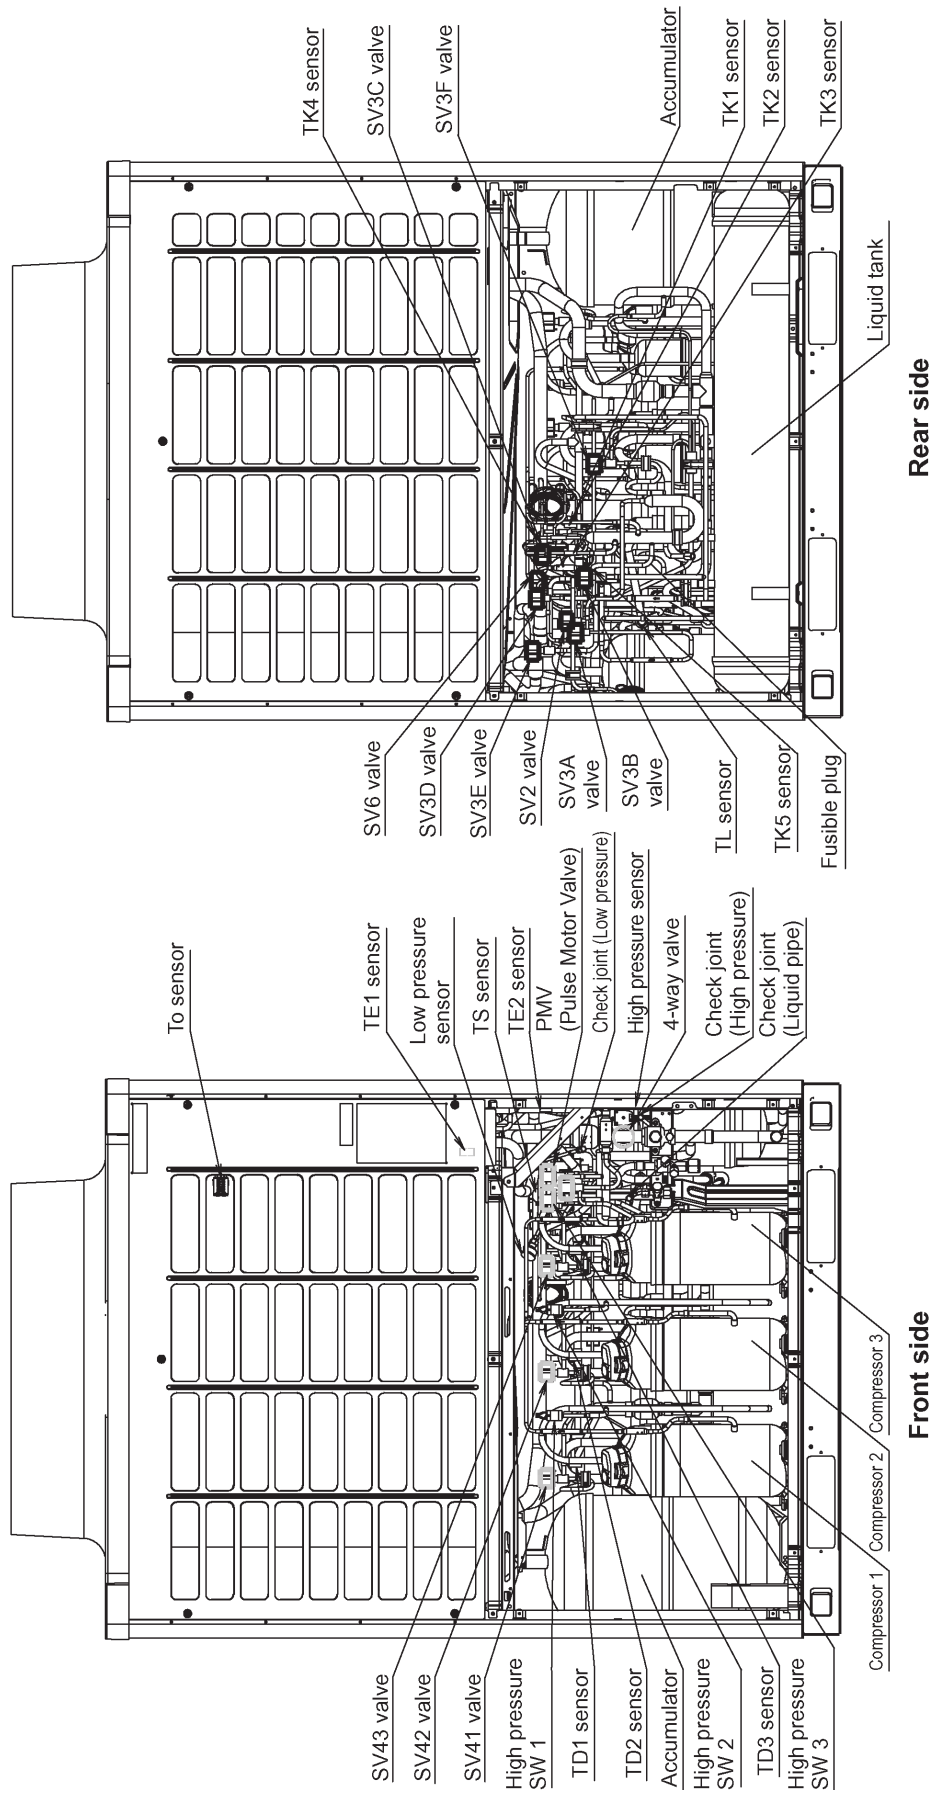 SV43 valve
SV42 valve
SV41 valve
High pressure
SW 1
TD1 sensor
TD2 sensor
Accumulator
High pressure
SW 2
TD3 sensor
High pressure
SW 3
To sensor
TE1 sensor
Low pressure
sensor
TS sensor
TE2 sensor
PMV
(Pulse Motor Valve)
Check joint (Low pressure)
High pressure sensor
4-way valve
Check joint
(High pressure)
Check joint
(Liquid pipe)
Compressor 1
Compressor 2
Compressor 3
Front side
SV6 valve
SV3D valve
SV3E valve
SV2 valve
SV3A
valve
SV3B
valve
TL sensor
TK5 sensor
Fusible plug
TK4 sensor
SV3C valve
SV3F valve
Accumulator
TK1 sensor
TK2 sensor
TK3 sensor
Liquid tank
Rear side